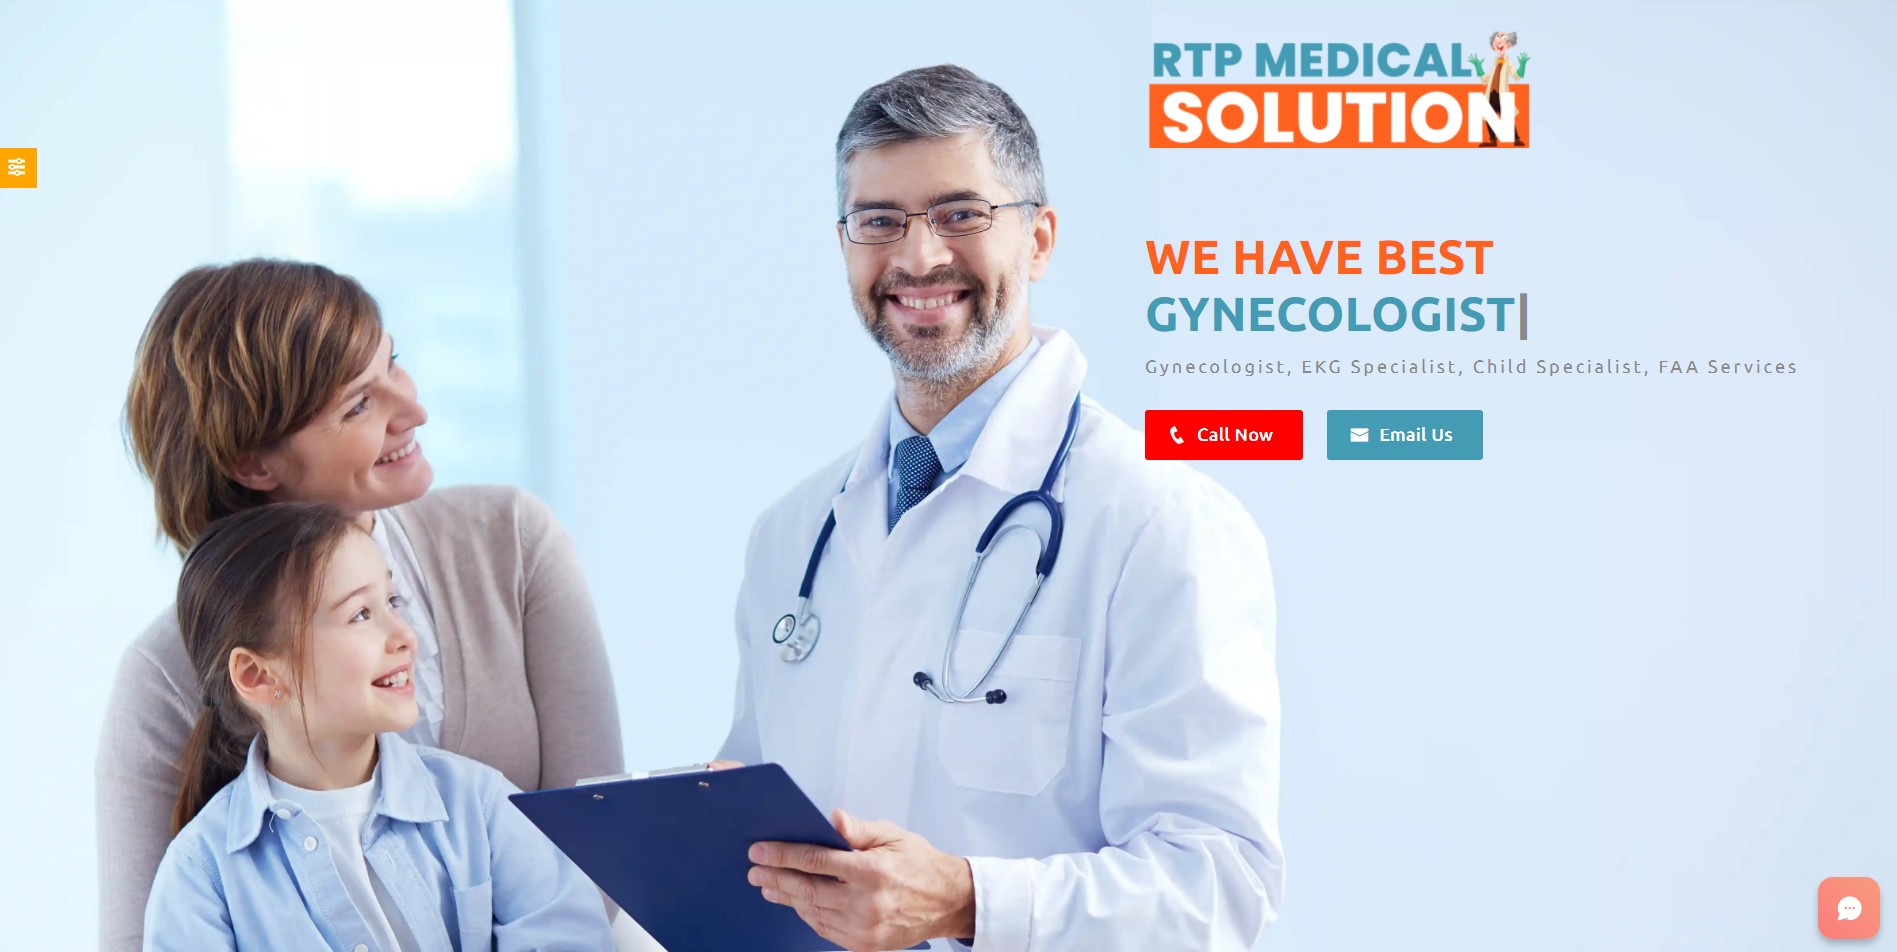 RTP MEDICAL
SOLUTION
WE HAVE BEST
GYNECOLOGIST|
Gynecologist, EKG Specialist, Child Specialist, FAA Services
Call Now
Email Us